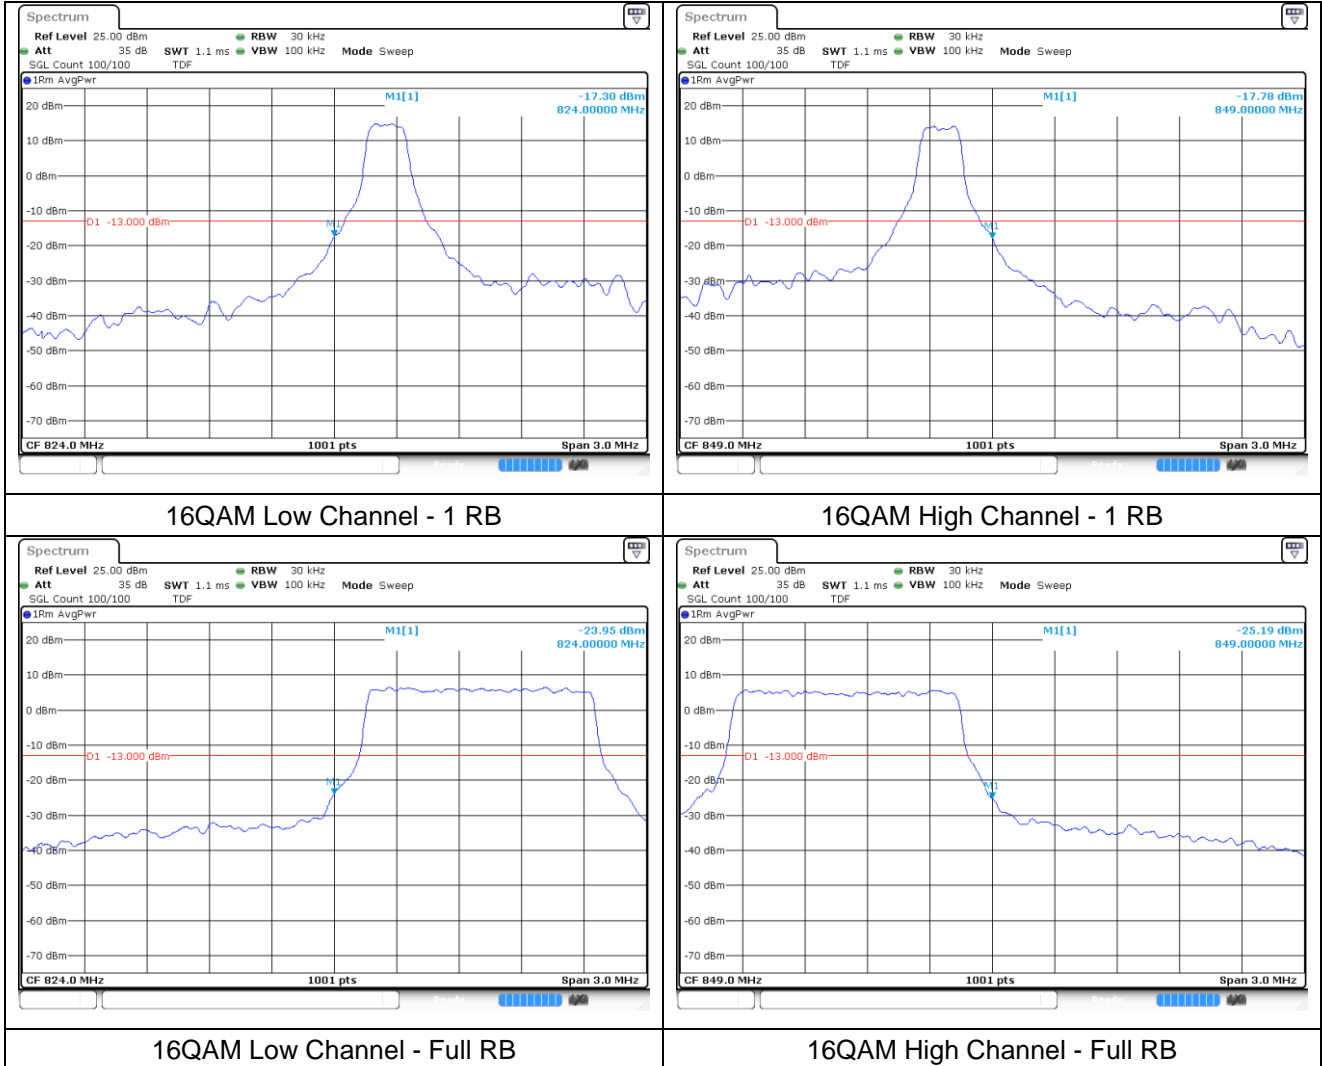 Spectrum
Ref Level 25.00 dBm RBW 30 kHz
Att 35 dB SWT 1.1 ms VBW 100 kHz Mode Sweep
SGL Count 100/100 TDF
1Rm AvgPwr
M1[1] -17.30 dBm
824.00000 MHz
20 dBm
10 dBm
0 dBm
-10 dBm
D1 -13.000 dBm
M1
-20 dBm
-30 dBm
-40 dBm
-50 dBm
-60 dBm
-70 dBm
CF 824.0 MHz 1001 pts Span 3.0 MHz
16QAM Low Channel - 1 RB
Spectrum
Ref Level 25.00 dBm RBW 30 kHz
Att 35 dB SWT 1.1 ms VBW 100 kHz Mode Sweep
SGL Count 100/100 TDF
1Rm AvgPwr
M1[1] -17.78 dBm
849.00000 MHz
20 dBm
10 dBm
0 dBm
-10 dBm
D1 -13.000 dBm
M1
-20 dBm
-30 dBm
-40 dBm
-50 dBm
-60 dBm
-70 dBm
CF 849.0 MHz 1001 pts Span 3.0 MHz
16QAM High Channel - 1 RB
Spectrum
Ref Level 25.00 dBm RBW 30 kHz
Att 35 dB SWT 1.1 ms VBW 100 kHz Mode Sweep
SGL Count 100/100 TDF
1Rm AvgPwr
M1[1] -23.95 dBm
824.00000 MHz
20 dBm
10 dBm
0 dBm
-10 dBm
D1 -13.000 dBm
-20 dBm
M1
-30 dBm
-40 dBm
-50 dBm
-60 dBm
-70 dBm
CF 824.0 MHz 1001 pts Span 3.0 MHz
16QAM Low Channel - Full RB
Spectrum
Ref Level 25.00 dBm RBW 30 kHz
Att 35 dB SWT 1.1 ms VBW 100 kHz Mode Sweep
SGL Count 100/100 TDF
1Rm AvgPwr
M1[1] -25.19 dBm
849.00000 MHz
20 dBm
10 dBm
0 dBm
-10 dBm
D1 -13.000 dBm
-20 dBm
M1
-30 dBm
-40 dBm
-50 dBm
-60 dBm
-70 dBm
CF 849.0 MHz 1001 pts Span 3.0 MHz
16QAM High Channel - Full RB